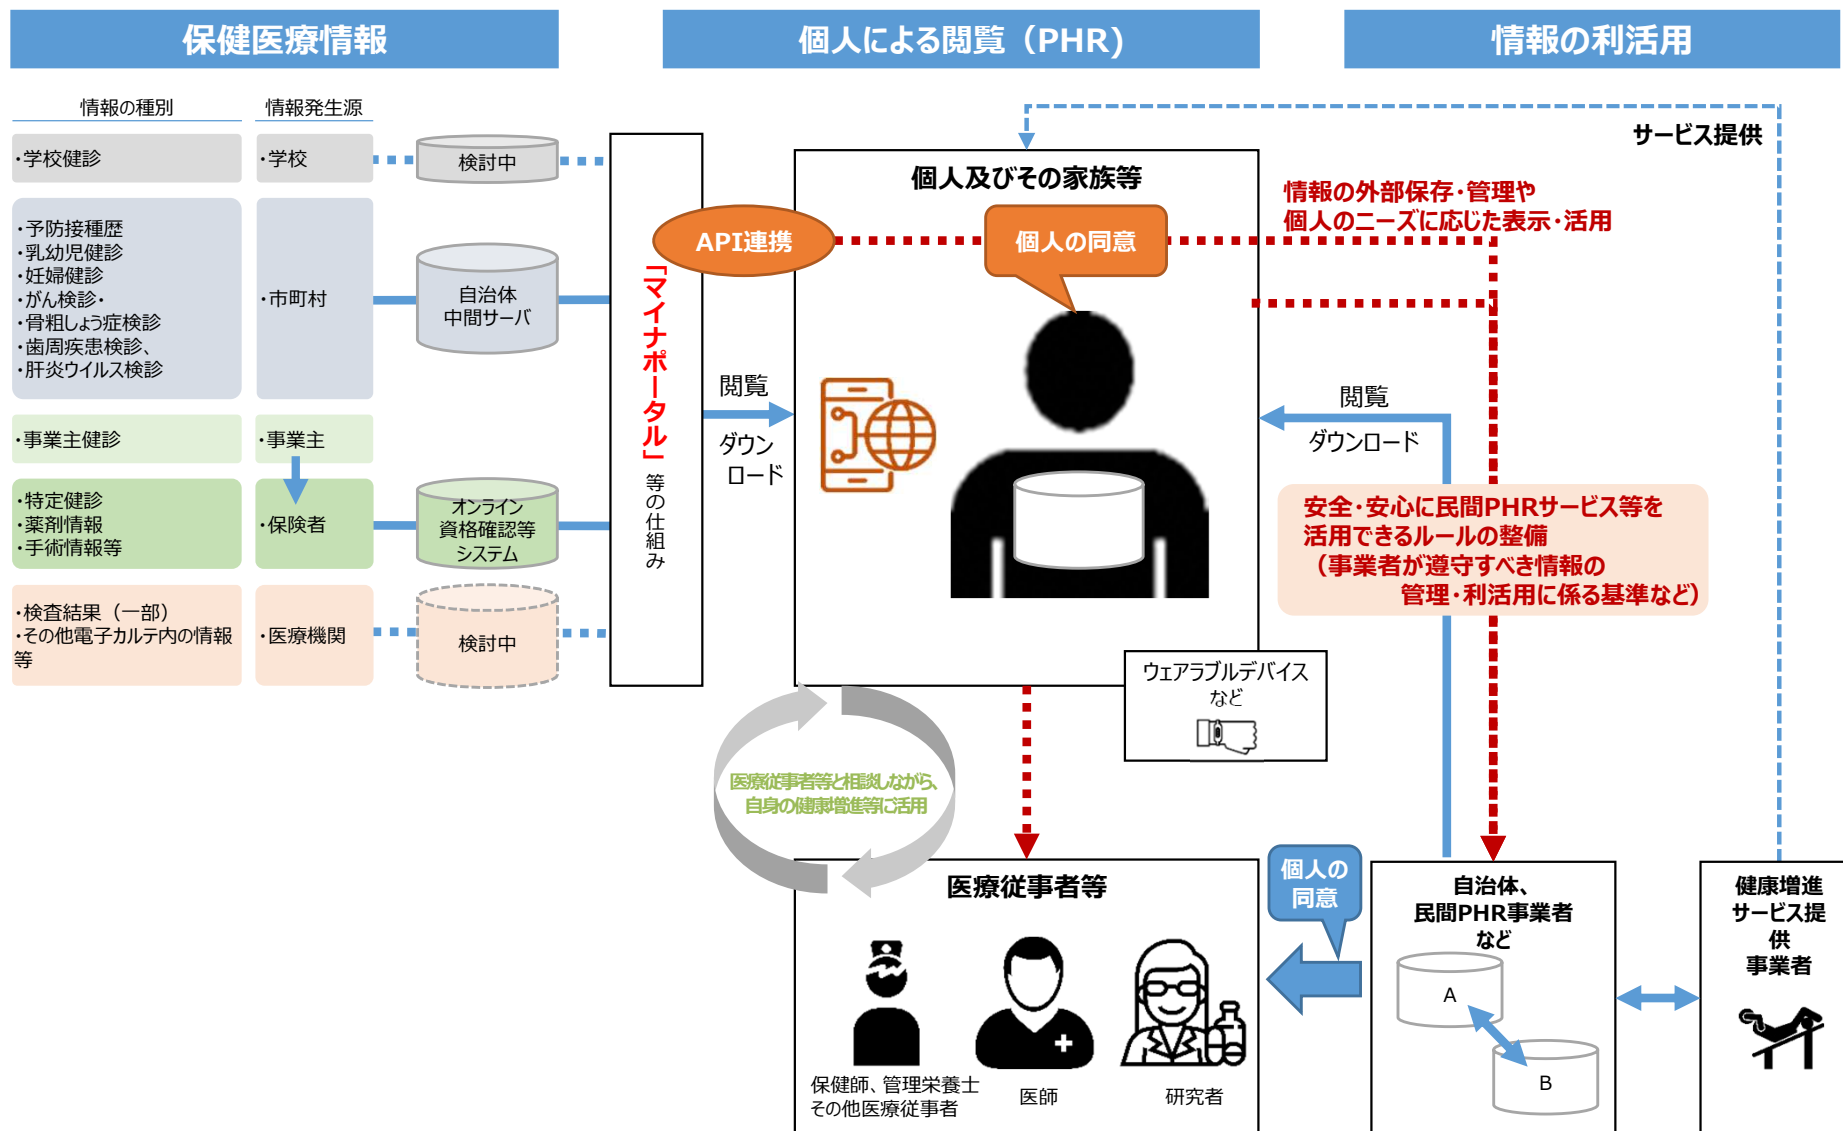 保健医療情報
個人による閲覧（PHR）
情報の利活用
情報の種別
情報発生源
・学校健診
・学校
検討中
・予防接種歴
・乳幼児健診
・妊婦健診
・がん検診・
・骨粗しょう症検診
・歯周疾患検診、
・肝炎ウイルス検診
・市町村
自治体
中間サーバ
・事業主健診
・事業主
・特定健診
・薬剤情報
・手術情報等
・保険者
オンライン
資格確認等
システム
・検査結果（一部）
・その他電子カルテ内の情報
等
・医療機関
検討中
「マイナポータル」等の仕組み
API連携
閲覧
ダウン
ロード
個人及びその家族等
個人の同意
ウェアラブルデバイス
など
サービス提供
情報の外部保存・管理や
個人のニーズに応じた表示・活用
閲覧
ダウンロード
安全・安心に民間PHRサービス等を
活用できるルールの整備
（事業者が遵守すべき情報の
管理・利活用に係る基準など）
医療従事者等と相談しながら、
自身の健康増進等に活用
医療従事者等
保健師、管理栄養士
その他医療従事者
医師
研究者
個人の
同意
自治体、
民間PHR事業者
など
A
B
健康増進
サービス提
供
事業者